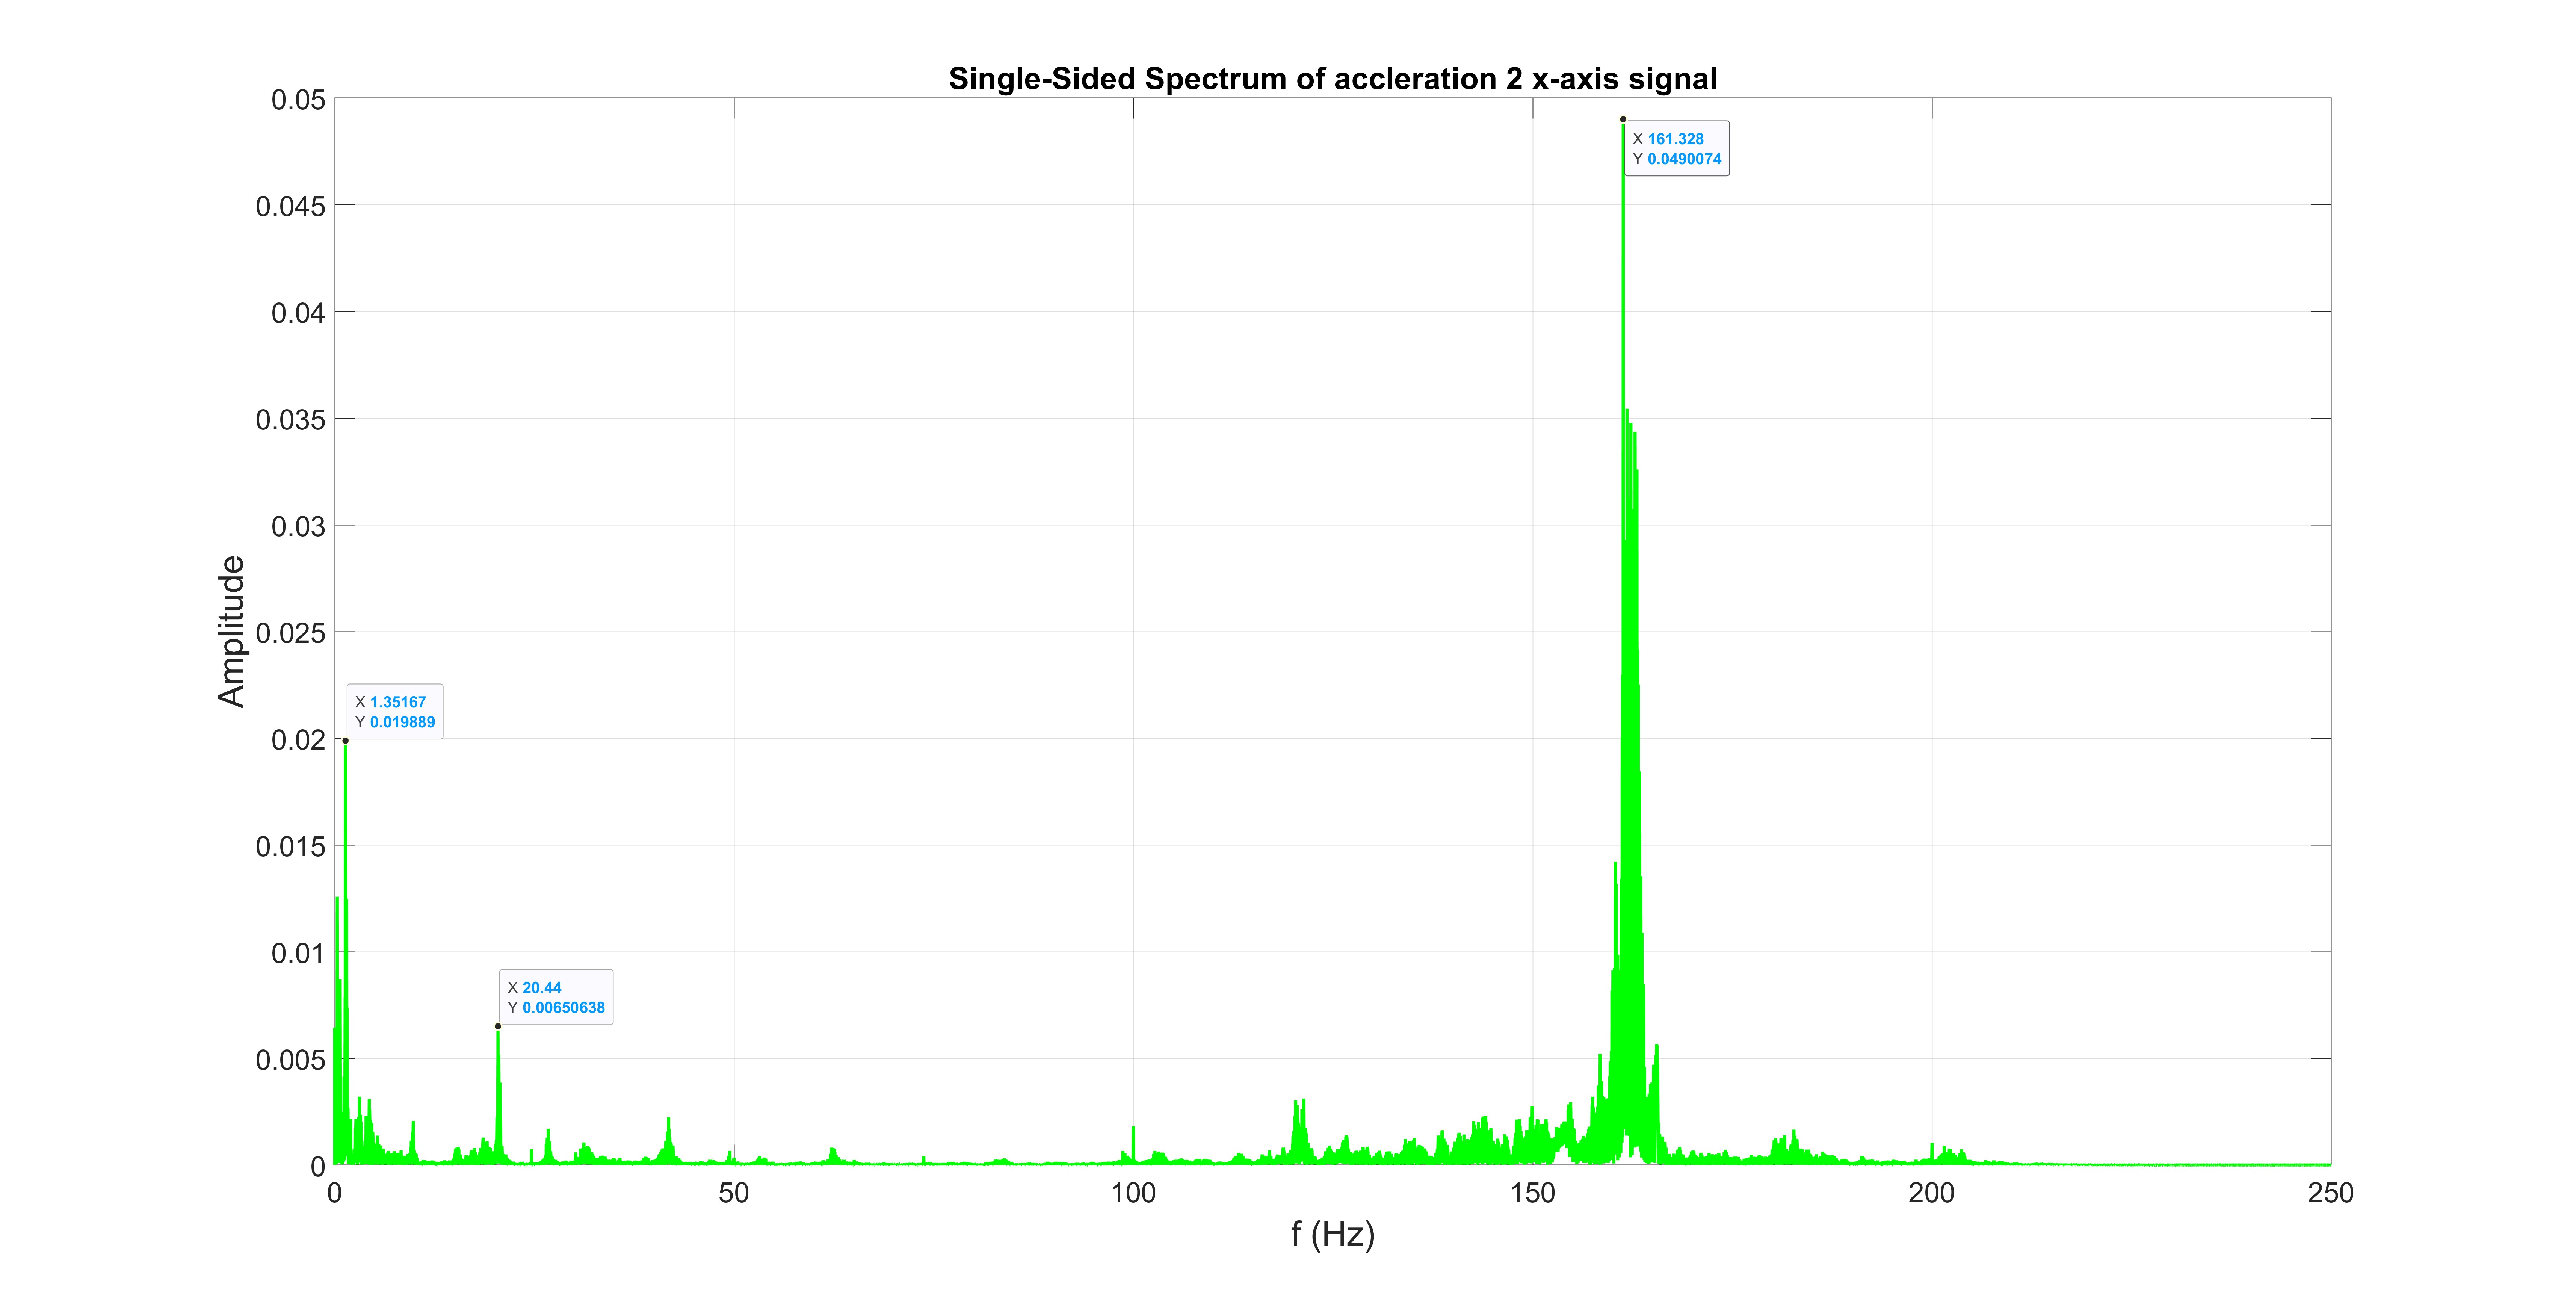 Single-Sided Spectrum of accleration 2 x-axis signal
0.05
0.045
0.04
0.035
0.03
0.025
0.02
0.015
0.01
0.005
0
Amplitude
X 161.328
Y 0.0490074
X 1.35167
Y 0.019889
X 20.44
Y 0.00650638
0 50 100 150 200 250
f (Hz)